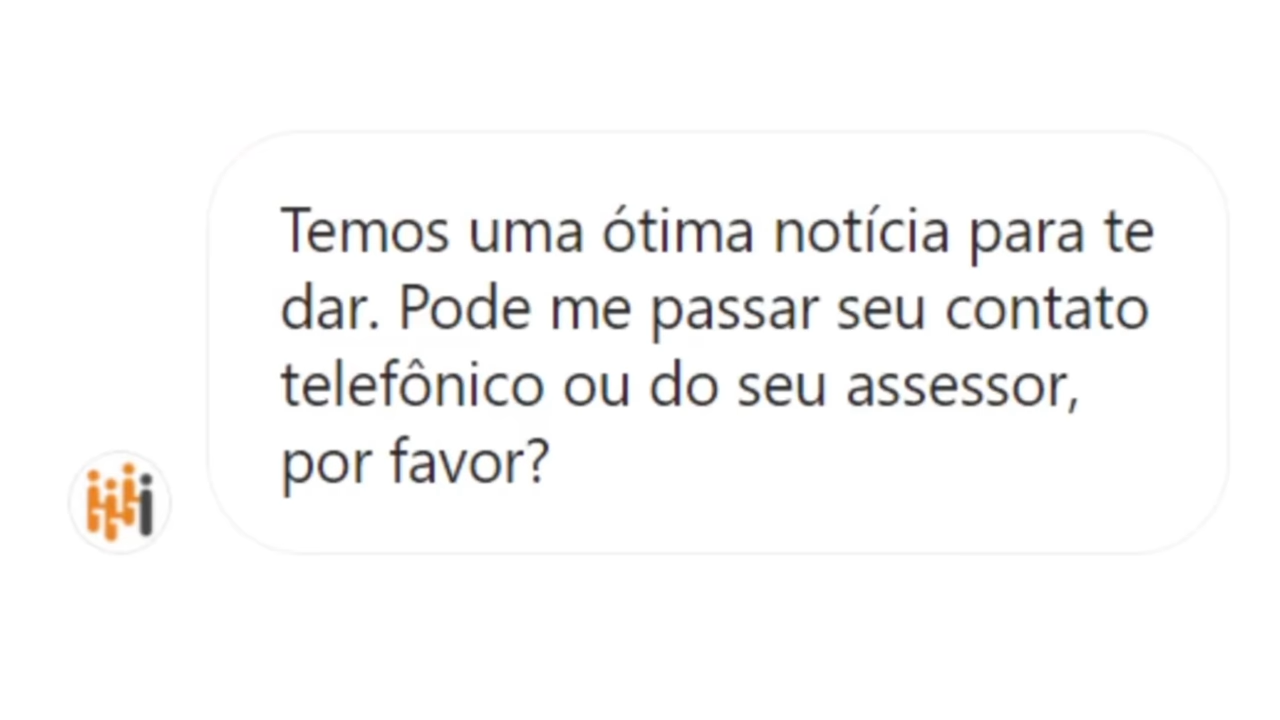 Temos uma ótima notícia para te
dar. Pode me passar seu contato
telefônico ou do seu assessor,
por favor?